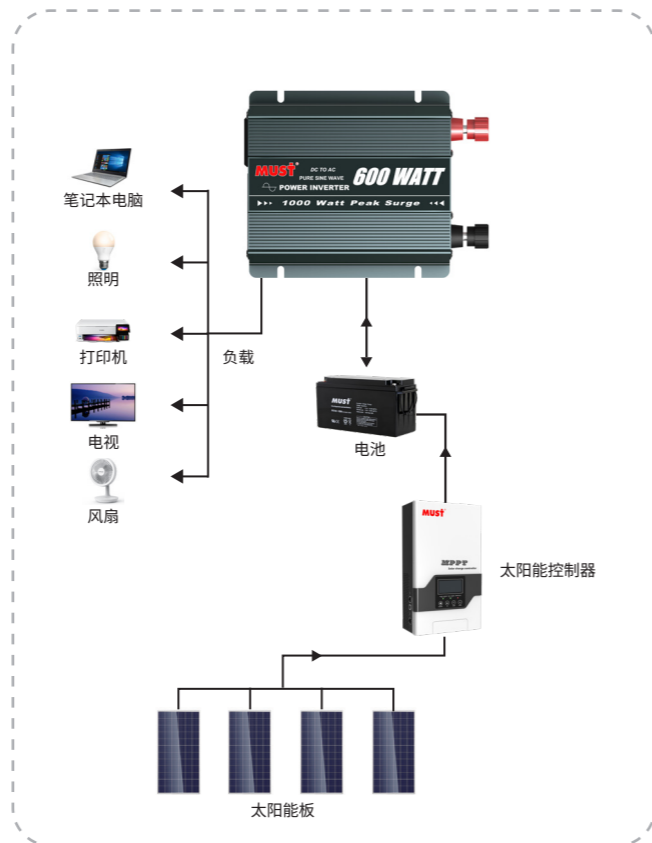 MUST®
DC TO AC
PURE SINE WAVE
POWER INVERTER
600 WATT
1000 Watt Peak Surge
笔记本电脑
照明
打印机
负载
电视
MUST
电池
风扇
MUST
MPPT
太阳能控制器
太阳能板